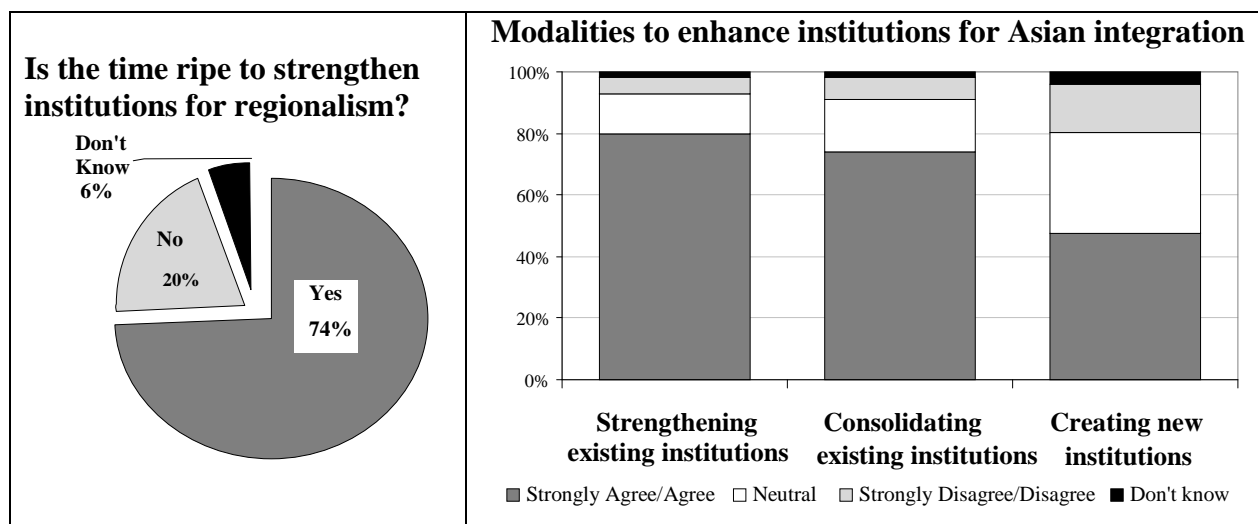 Is the time ripe to strengthen
institutions for regionalism?
Don't
Know
6%
No
20%
Yes
74%
Modalities to enhance institutions for Asian integration
100%
80%
60%
40%
20%
0%
Strengthening
existing institutions
Consolidating
existing institutions
Creating new
institutions
Strongly Agree/Agree Neutral Strongly Disagree/Disagree Don't know